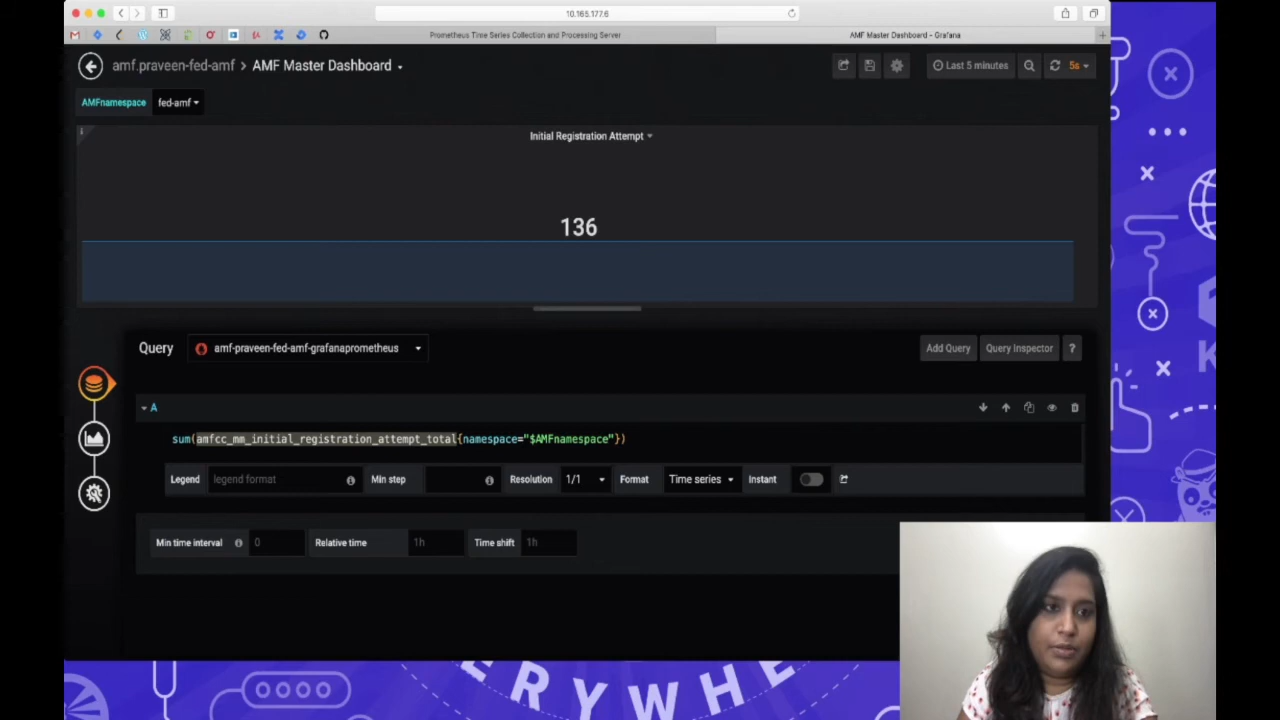 10.165.177.6
Prometheus Time Series Collection and Processing Server
AMF Master Dashboard - Grafana
amf.praveen-fed-amf > AMF Master Dashboard
Last 5 minutes
5s
AMFnamespace fed-amf
Initial Registration Attempt
136
Query amf-praveen-fed-amf-grafanaprometheus
Add Query Query Inspector ?
A
sum(amfcc_mm_initial_registration_attempt_total{namespace="$AMFnamespace"})
Legend legend format Min step Resolution 1/1 Format Time series Instant
Min time interval 0 Relative time 1h Time shift 1h
ERYWHE